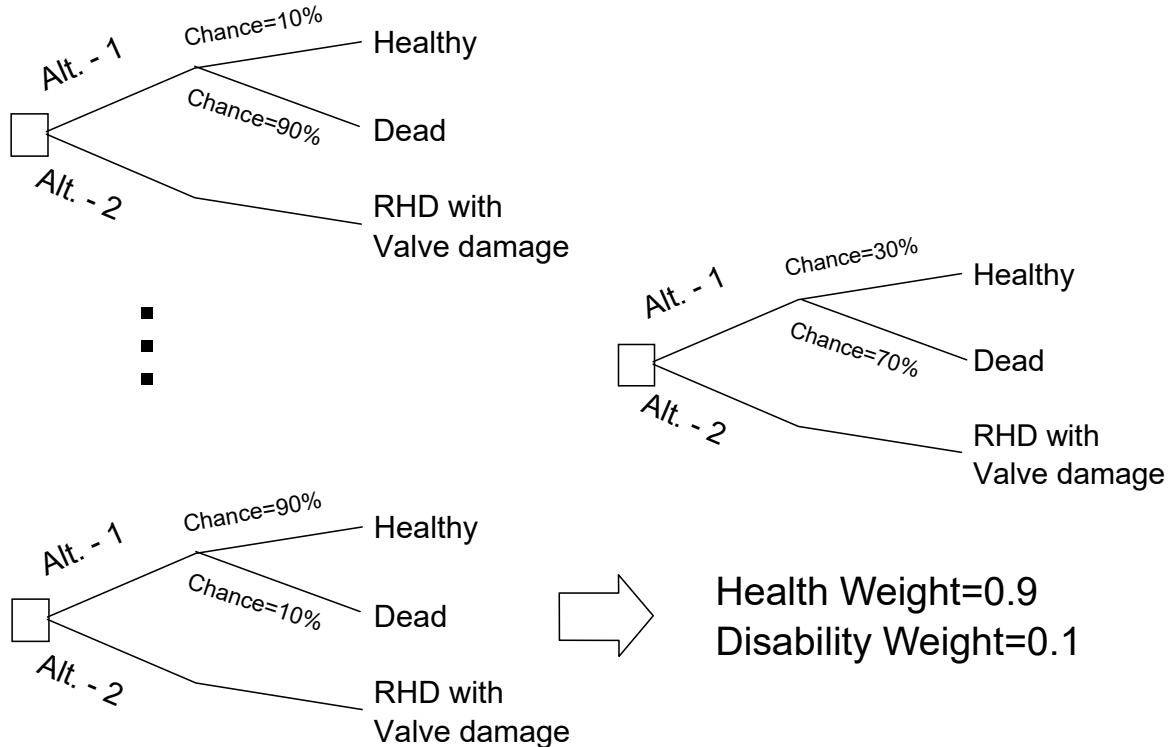 Alt. - 1
Chance=10%
Healthy
Chance=90%
Dead
Alt. - 2
RHD with
Valve damage
Alt. - 1
Chance=30%
Healthy
Chance=70%
Dead
Alt. - 2
RHD with
Valve damage
Alt. - 1
Chance=90%
Healthy
Chance=10%
Dead
Alt. - 2
RHD with
Valve damage
Health Weight=0.9
Disability Weight=0.1